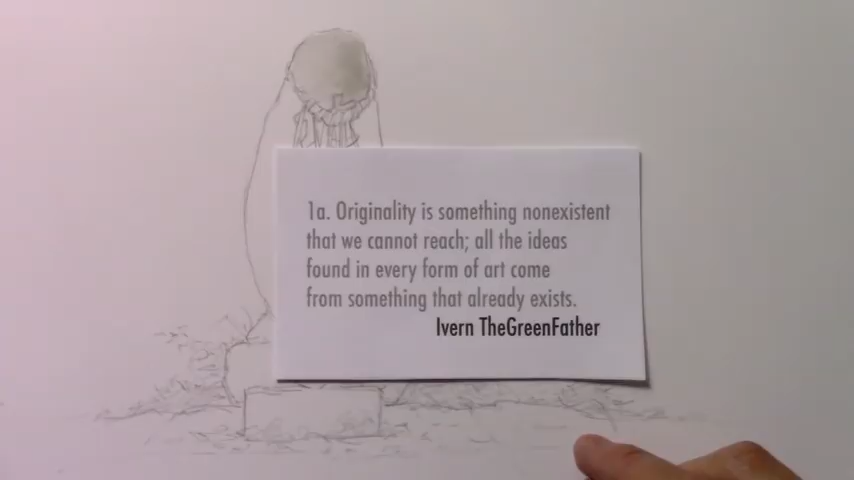 1a. Originality is something nonexistent
that we cannot reach; all the ideas
found in every form of art come
from something that already exists.
Ivern TheGreenFather